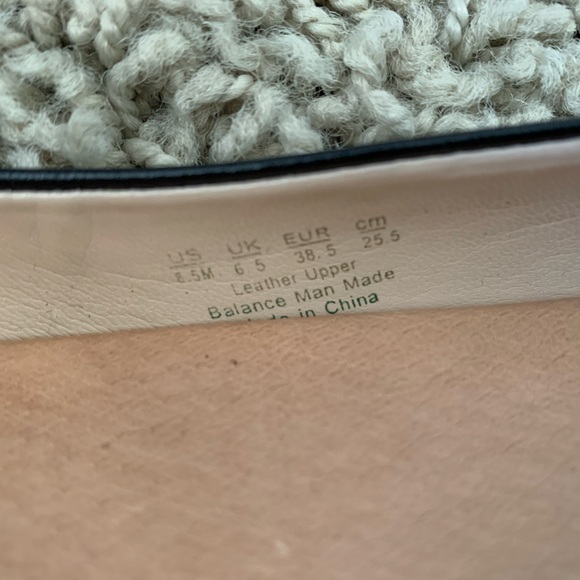 US UK EUR cm
8.5M 6.5 38.5 25.5
Leather Upper
Balance Man Made
Made in China